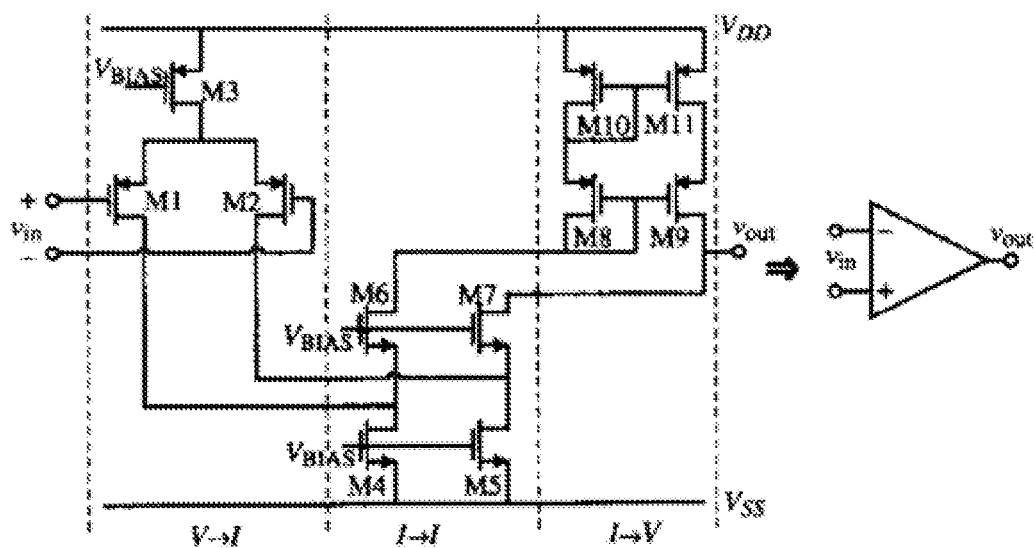 V_DD
V_BIAS
M3
M10
M11
+
M1
M2
v_in
−
M8
M9
v_out
⇒
−
v_in
+
v_out
M6
M7
V_BIAS
V_BIAS
M4
M5
V_SS
V→I
I→I
I→V